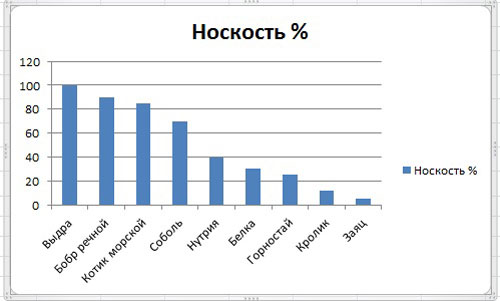 Носкость %
120
100
80
60
40
20
0
Выдра
Бобр речной
Котик морской
Соболь
Нутрия
Белка
Горностай
Кролик
Заяц
Носкость %